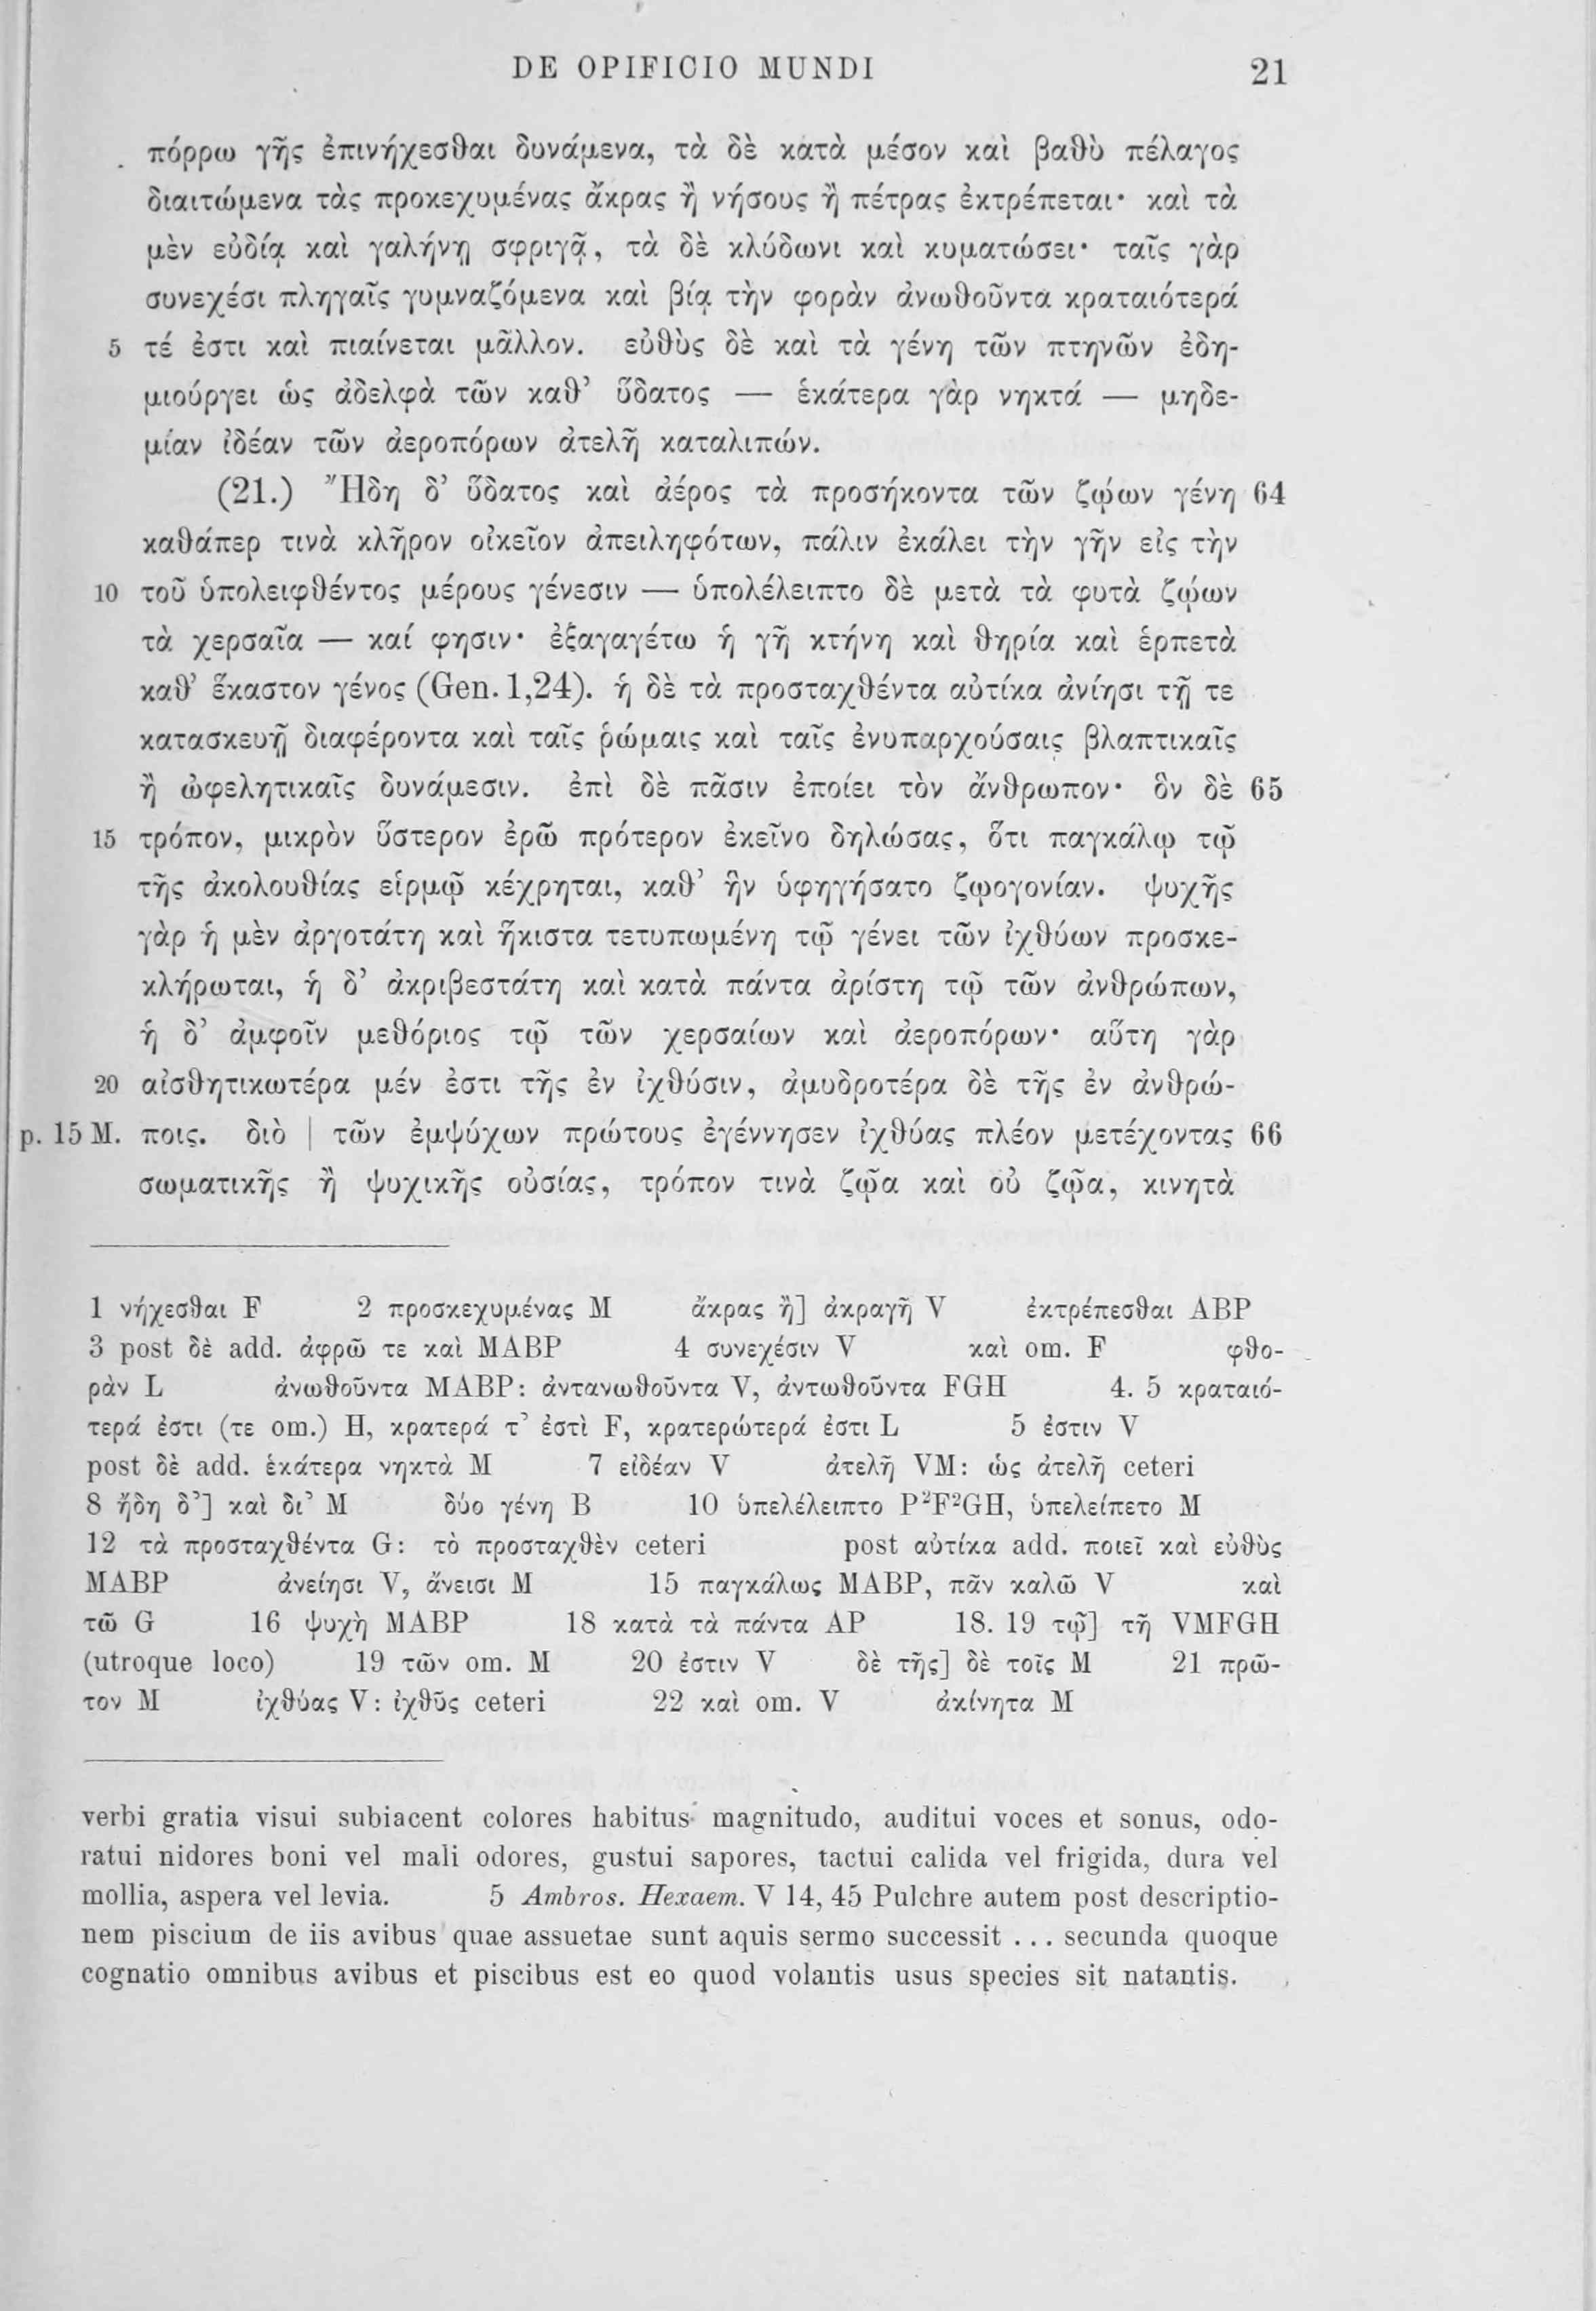 DE OPIFICIO MUNDI 21
πόρρω γῆς ἐπινήχεσθαι δυνάμενα, τὰ δὲ κατὰ μέσον καὶ βαθὺ πέλαγος
διαιτώμενα τὰς προκεχυμένας ἄκρας ἢ νήσους ἢ πέτρας ἐκτρέπεται· καὶ τὰ
μὲν εὐδίᾳ καὶ γαλήνῃ σφριγᾷ, τὰ δὲ κλύδωνι καὶ κυματώσει· ταῖς γὰρ
συνεχέσι πληγαῖς γυμναζόμενα καὶ βίᾳ τὴν φορὰν ἀνωθοῦντα κραταιότερά
5 τέ ἐστι καὶ πιαίνεται μᾶλλον. εὐθὺς δὲ καὶ τὰ γένη τῶν πτηνῶν ἐδη-
μιούργει ὡς ἀδελφὰ τῶν καθ’ ὕδατος — ἑκάτερα γὰρ νηκτά — μηδε-
μίαν ἰδέαν τῶν ἀεροπόρων ἀτελῆ καταλιπών.
(21.) Ἤδη δ’ ὕδατος καὶ ἀέρος τὰ προσήκοντα τῶν ζῴων γένη 64
καθάπερ τινὰ κλῆρον οἰκεῖον ἀπειληφότων, πάλιν ἐκάλει τὴν γῆν εἰς τὴν
10 τοῦ ὑπολειφθέντος μέρους γένεσιν — ὑπολέλειπτο δὲ μετὰ τὰ φυτὰ ζῴων
τὰ χερσαῖα — καί φησιν· ἐξαγαγέτω ἡ γῆ κτήνη καὶ θηρία καὶ ἑρπετὰ
καθ’ ἕκαστον γένος (Gen. 1,24). ἡ δὲ τὰ προσταχθέντα αὐτίκα ἀνίησι τῇ τε
κατασκευῇ διαφέροντα καὶ ταῖς ῥώμαις καὶ ταῖς ἐνυπαρχούσαις βλαπτικαῖς
ἢ ὠφελητικαῖς δυνάμεσιν. ἐπὶ δὲ πᾶσιν ἐποίει τὸν ἄνθρωπον· ὃν δὲ 65
15 τρόπον, μικρὸν ὕστερον ἐρῶ πρότερον ἐκεῖνο δηλώσας, ὅτι παγκάλῳ τῷ
τῆς ἀκολουθίας εἱρμῷ κέχρηται, καθ’ ἣν ὑφηγήσατο ζῳογονίαν. ψυχῆς
γὰρ ἡ μὲν ἀργοτάτη καὶ ἥκιστα τετυπωμένη τῷ γένει τῶν ἰχθύων προσκε-
κλήρωται, ἡ δ’ ἀκριβεστάτη καὶ κατὰ πάντα ἀρίστη τῷ τῶν ἀνθρώπων,
ἡ δ’ ἀμφοῖν μεθόριος τῷ τῶν χερσαίων καὶ ἀεροπόρων· αὕτη γὰρ
20 αἰσθητικωτέρα μέν ἐστι τῆς ἐν ἰχθύσιν, ἀμυδροτέρα δὲ τῆς ἐν ἀνθρώ-
p. 15 M. ποις. διὸ | τῶν ἐμψύχων πρώτους ἐγέννησεν ἰχθύας πλέον μετέχοντας 66
σωματικῆς ἢ ψυχικῆς οὐσίας, τρόπον τινὰ ζῷα καὶ οὐ ζῷα, κινητὰ
1 νήχεσθαι F 2 προσκεχυμένας M ἄκρας ἢ] ἀκραγῆ V ἐκτρέπεσθαι ABP
3 post δὲ add. ἀφρῶ τε καὶ MABP 4 συνεχέσιν V καὶ om. F φθο-
ρὰν L ἀνωθοῦντα MABP: ἀντανωθοῦντα V, ἀντωθοῦντα FGH 4. 5 κραταιό-
τερά ἐστι (τε om.) H, κρατερά τ’ ἐστὶ F, κρατερώτερά ἐστι L 5 ἐστιν V
post δὲ add. ἑκάτερα νηκτὰ M 7 εἰδέαν V ἀτελῆ VM: ὡς ἀτελῆ ceteri
8 ἤδη δ’] καὶ δι’ M δύο γένη B 10 ὑπελέλειπτο P²F²GH, ὑπελείπετο M
12 τὰ προσταχθέντα G: τὸ προσταχθὲν ceteri post αὐτίκα add. ποιεῖ καὶ εὐθὺς
MABP ἀνείησι V, ἄνεισι M 15 παγκάλως MABP, πᾶν καλῶ V καὶ
τῶ G 16 ψυχὴ MABP 18 κατὰ τὰ πάντα AP 18. 19 τῷ] τῆ VMFGH
(utroque loco) 19 τῶν om. M 20 ἐστιν V δὲ τῆς] δὲ τοῖς M 21 πρῶ-
τον M ἰχθύας V: ἰχθῦς ceteri 22 καὶ om. V ἀκίνητα M
verbi gratia visui subiacent colores habitus magnitudo, auditui voces et sonus, odo-
ratui nidores boni vel mali odores, gustui sapores, tactui calida vel frigida, dura vel
mollia, aspera vel levia. 5 Ambros. Hexaem. V 14, 45 Pulchre autem post descriptio-
nem piscium de iis avibus quae assuetae sunt aquis sermo successit . . . secunda quoque
cognatio omnibus avibus et piscibus est eo quod volantis usus species sit natantis.